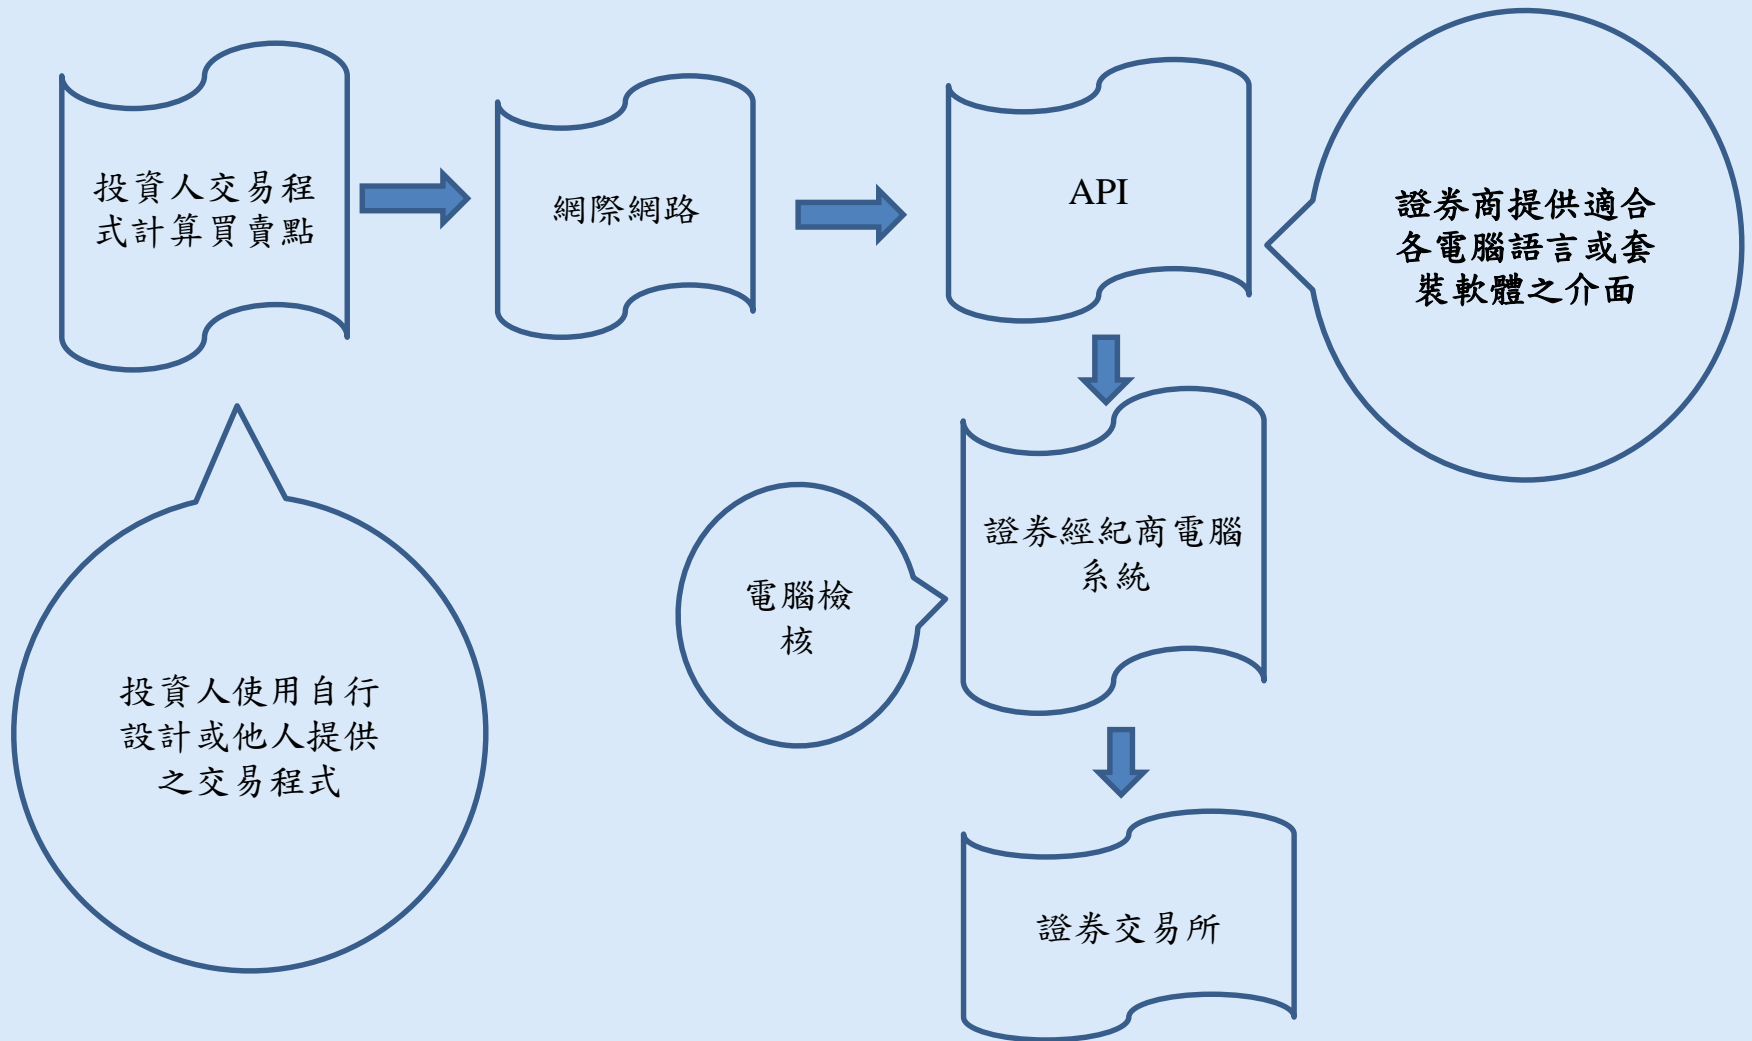 投資人交易程
式計算買賣點
網際網路
API
證券商提供適合
各電腦語言或套
裝軟體之介面
證券經紀商電腦
系統
電腦檢
核
投資人使用自行
設計或他人提供
之交易程式
證券交易所